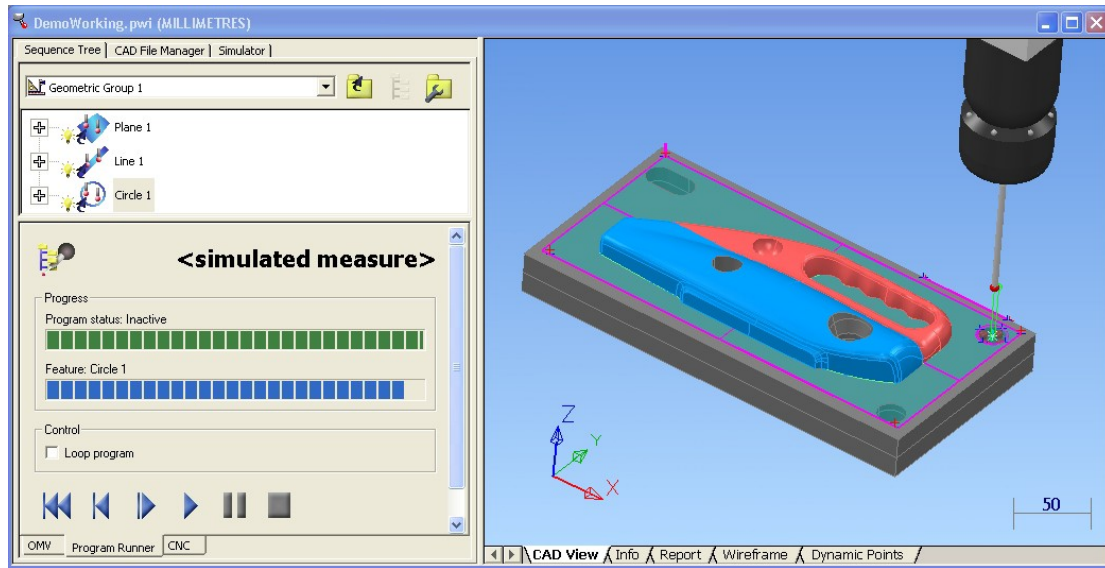 DemoWorking.pwi (MILLIMETRES)
Sequence Tree CAD File Manager Simulator
Geometric Group 1
Plane 1
Line 1
Circle 1
<simulated measure>
Progress
Program status: Inactive
Feature: Circle 1
Control
Loop program
OMV Program Runner CNC
Z
Y
X
50
CAD View Info Report Wireframe Dynamic Points